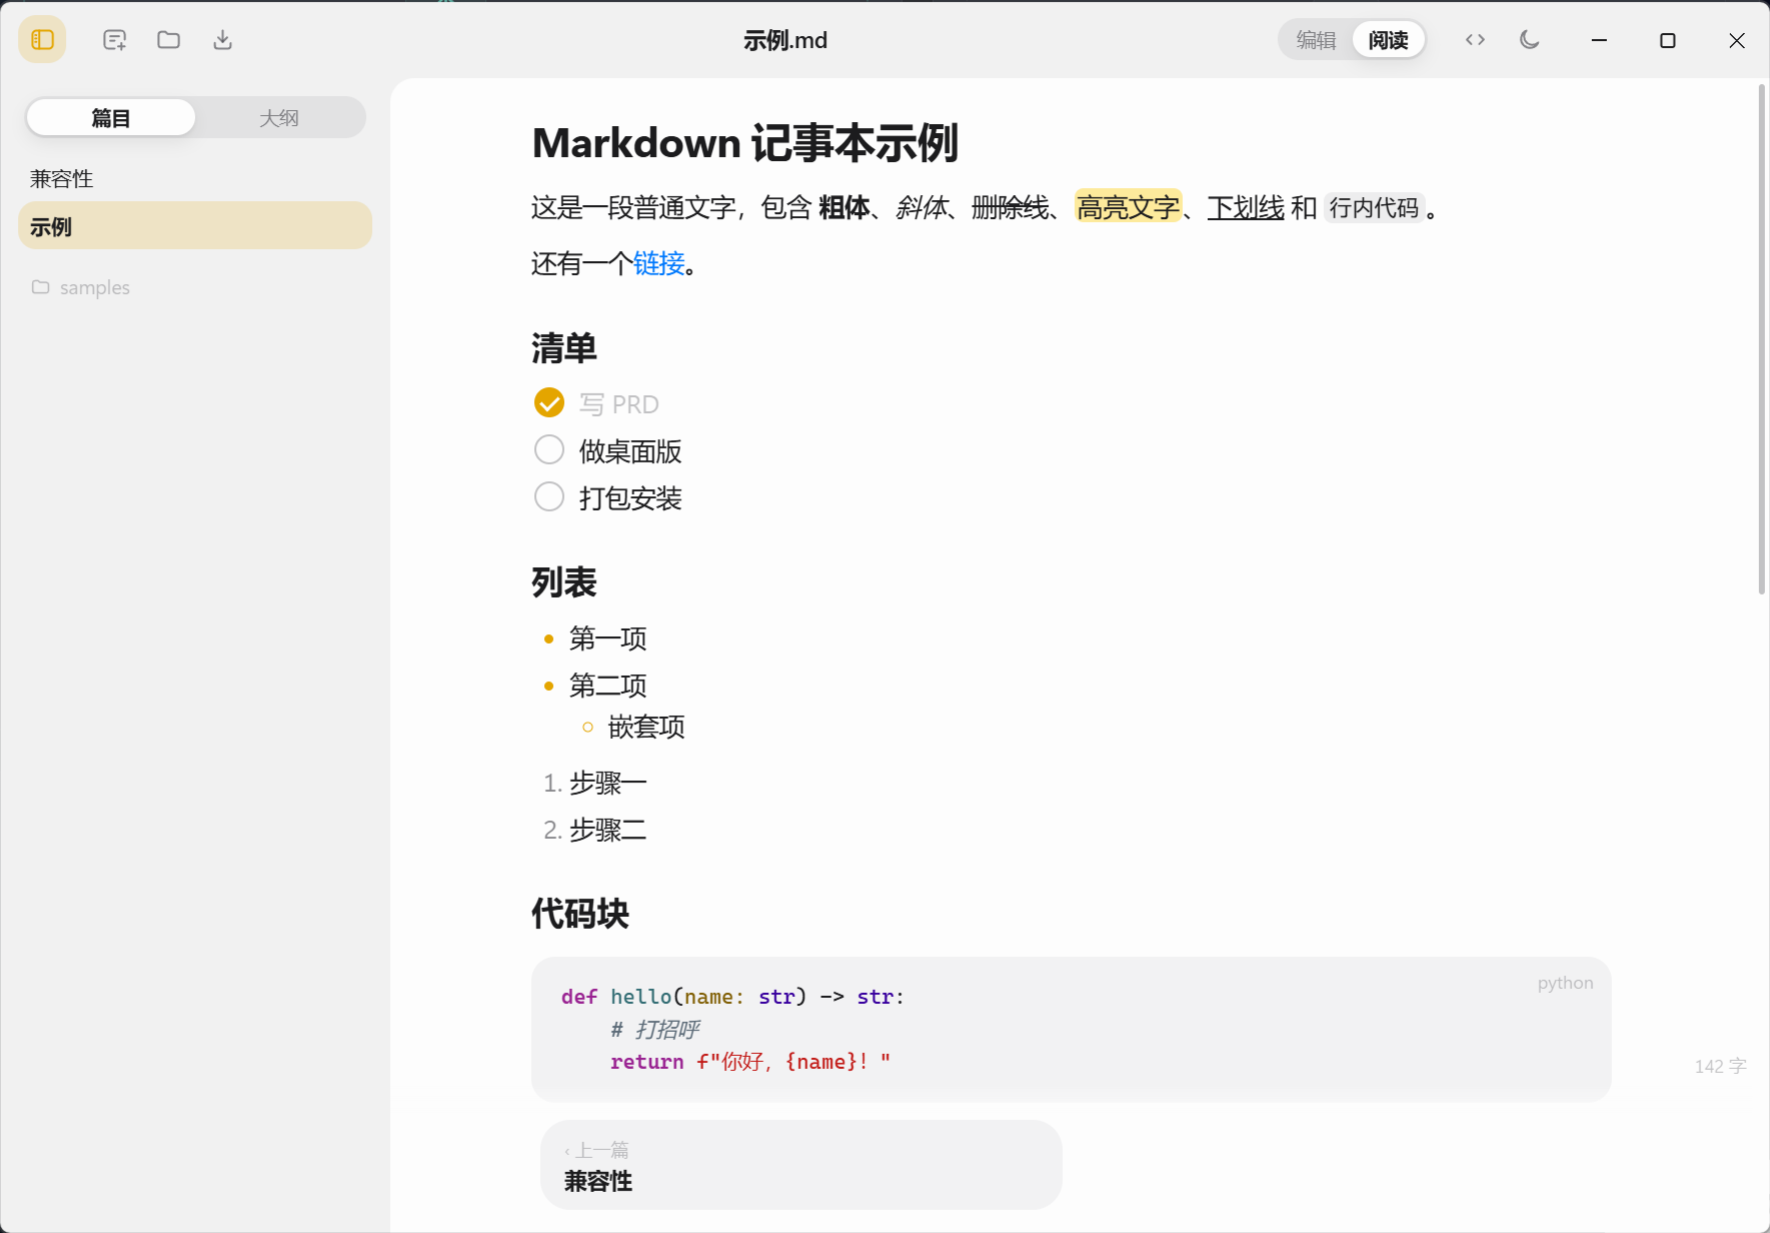 示例.md
编辑
阅读
篇目
大纲
兼容性
示例
samples
Markdown 记事本示例
这是一段普通文字，包含 粗体、斜体、删除线、高亮文字、下划线 和 行内代码。
还有一个链接。
清单
写 PRD
做桌面版
打包安装
列表
第一项
第二项
嵌套项
1. 步骤一
2. 步骤二
代码块
python
def hello(name: str) -> str:
    # 打招呼
    return f"你好，{name}！"
142 字
‹ 上一篇
兼容性